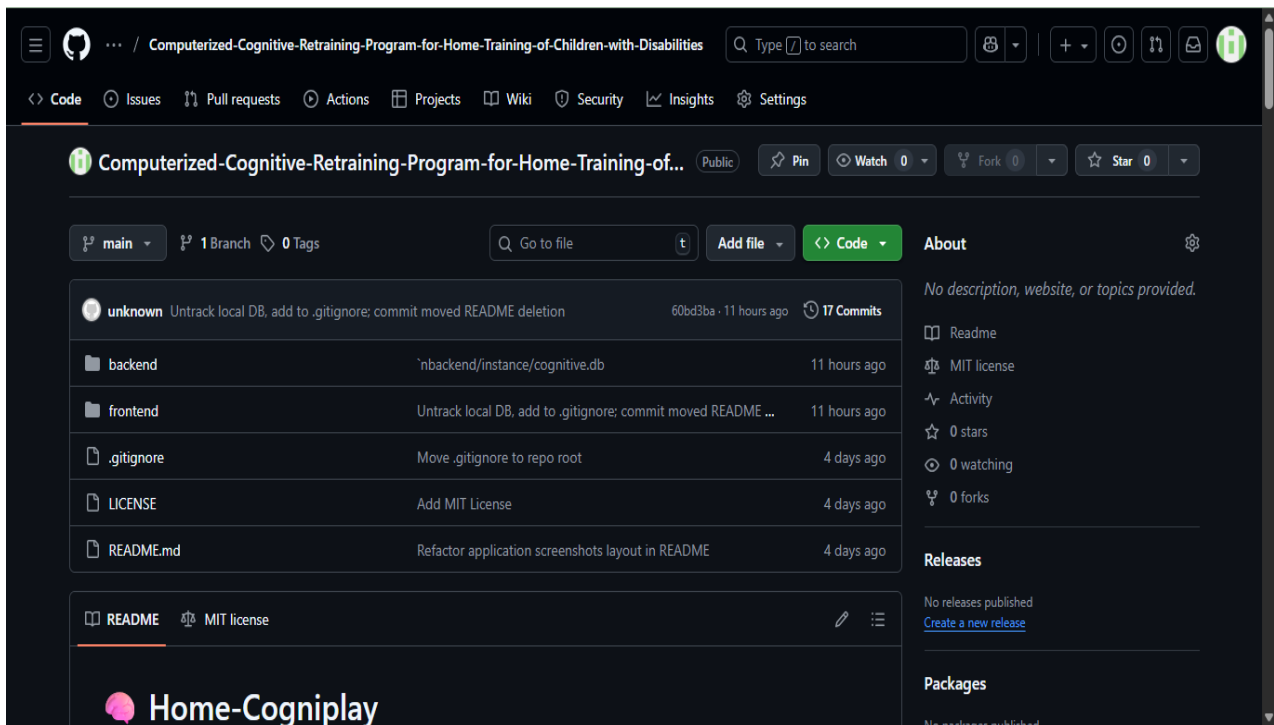 ... / Computerized-Cognitive-Retraining-Program-for-Home-Training-of-Children-with-Disabilities Type / to search
Code Issues Pull requests Actions Projects Wiki Security Insights Settings
Computerized-Cognitive-Retraining-Program-for-Home-Training-of... Public Pin Watch 0 Fork 0 Star 0
main 1 Branch 0 Tags Go to file t Add file Code
unknown Untrack local DB, add to .gitignore; commit moved README deletion 60bd3ba · 11 hours ago 17 Commits
backend `nbackend/instance/cognitive.db 11 hours ago
frontend Untrack local DB, add to .gitignore; commit moved README ... 11 hours ago
.gitignore Move .gitignore to repo root 4 days ago
LICENSE Add MIT License 4 days ago
README.md Refactor application screenshots layout in README 4 days ago
README MIT license
Home-Cogniplay
About
No description, website, or topics provided.
Readme
MIT license
Activity
0 stars
0 watching
0 forks
Releases
No releases published
Create a new release
Packages
No packages published